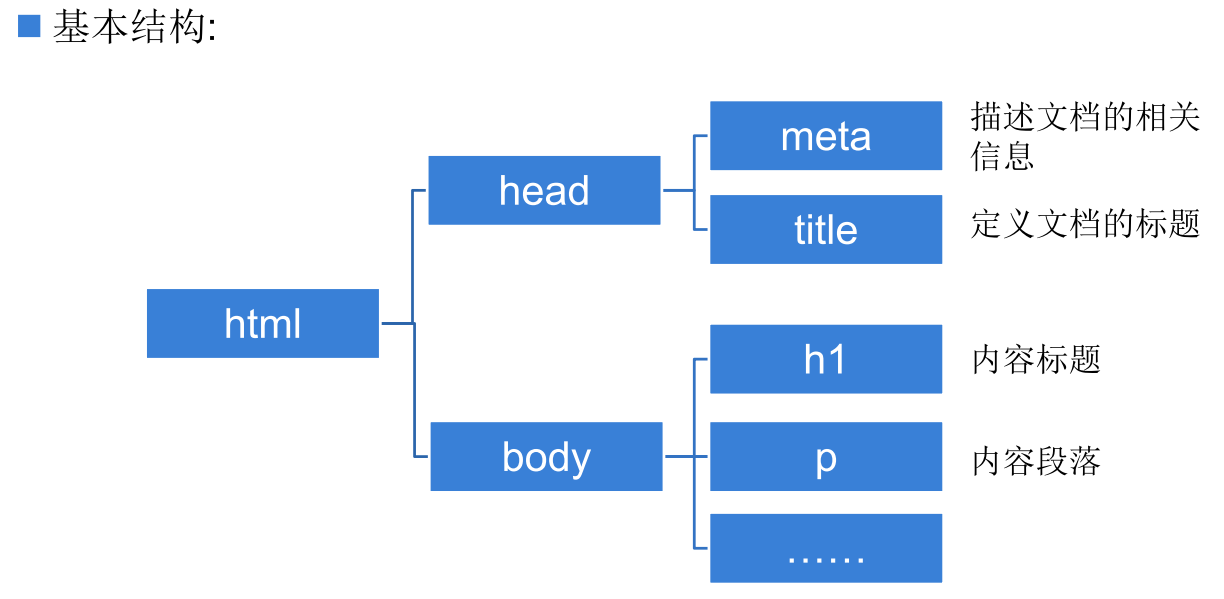 基本结构:
meta
描述文档的相关
信息
head
title
定义文档的标题
html
h1
内容标题
body
p
内容段落
……